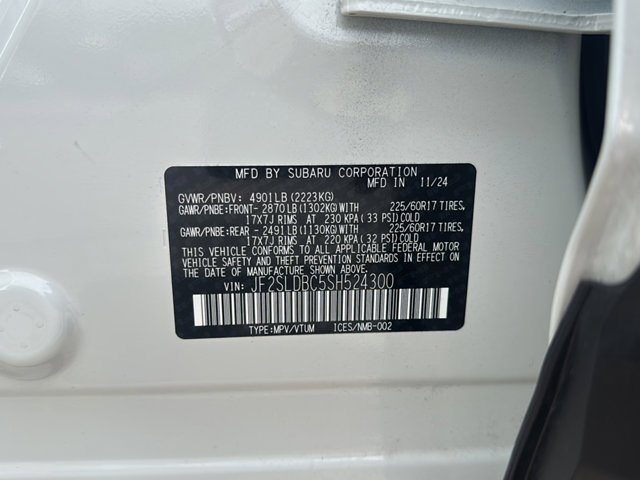 MFD BY SUBARU CORPORATION
MFD IN 11/24
GVWR/PNBV: 4901LB (2223KG)
GAWR/PNBE:FRONT- 2870LB (1302KG) WITH 225/60R17 TIRES,
17X7J RIMS AT 230 KPA (33 PSI) COLD
GAWR/PNBE:REAR - 2491LB (1130KG) WITH 225/60R17 TIRES,
17X7J RIMS AT 220 KPA (32 PSI) COLD
THIS VEHICLE CONFORMS TO ALL APPLICABLE FEDERAL MOTOR
VEHICLE SAFETY AND THEFT PREVENTION STANDARDS IN EFFECT
ON THE DATE OF MANUFACTURE SHOWN ABOVE.
VIN: JF2SLDBC5SH524300
TYPE:MPV/VTUM ICES/NMB-002